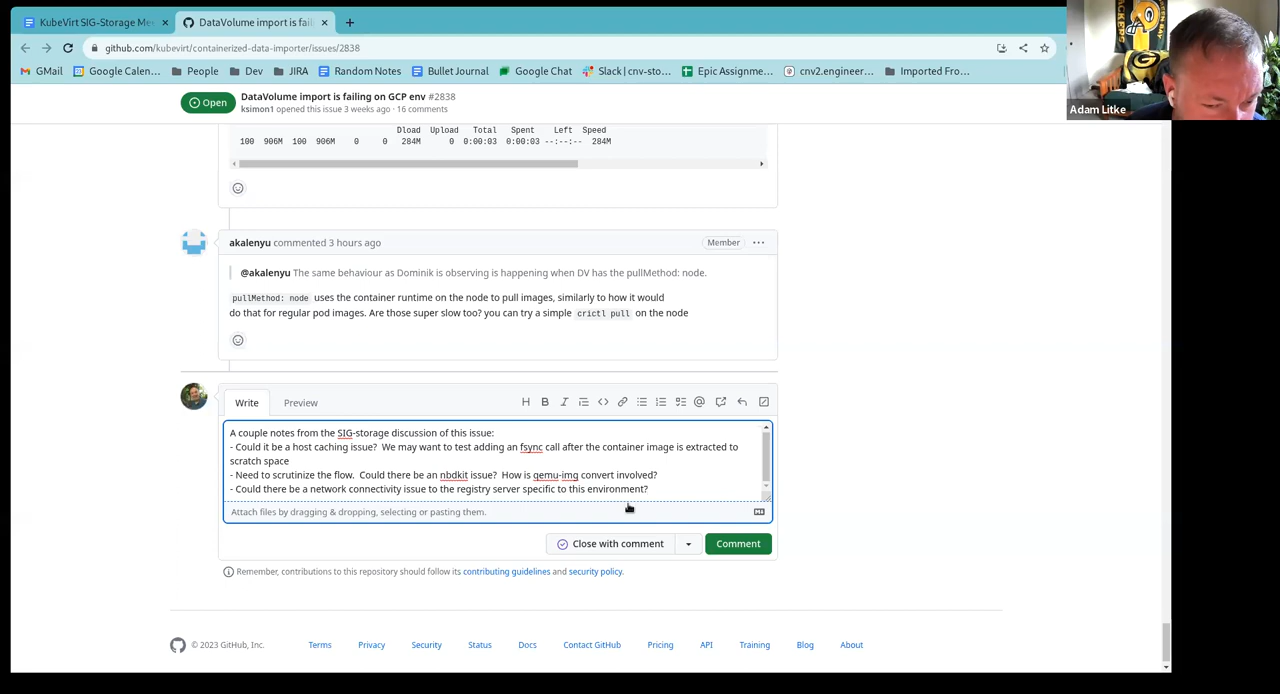 KubeVirt SIG-Storage Me
DataVolume import is fail
github.com/kubevirt/containerized-data-importer/issues/2838
GMail
Google Calen...
People
Dev
JIRA
Random Notes
Bullet Journal
Google Chat
Slack | cnv-sto...
Epic Assignme...
cnv2.engineer...
Imported Fro...
PACKERS
GREEN BAY
Adam Litke
Open
DataVolume import is failing on GCP env #2838
ksimon1 opened this issue 3 weeks ago · 16 comments
Dload Upload Total Spent Left Speed
100 906M 100 906M 0 0 284M 0 0:00:03 0:00:03 --:--:-- 284M
akalenyu commented 3 hours ago
Member
@akalenyu The same behaviour as Dominik is observing is happening when DV has the pullMethod: node.
pullMethod: node uses the container runtime on the node to pull images, similarly to how it would
do that for regular pod images. Are those super slow too? you can try a simple crictl pull on the node
Write
Preview
A couple notes from the SIG-storage discussion of this issue:
- Could it be a host caching issue?  We may want to test adding an fsync call after the container image is extracted to
scratch space
- Need to scrutinize the flow.  Could there be an nbdkit issue?  How is qemu-img convert involved?
- Could there be a network connectivity issue to the registry server specific to this environment?
Attach files by dragging & dropping, selecting or pasting them.
Close with comment
Comment
Remember, contributions to this repository should follow its contributing guidelines and security policy.
© 2023 GitHub, Inc.
Terms
Privacy
Security
Status
Docs
Contact GitHub
Pricing
API
Training
Blog
About